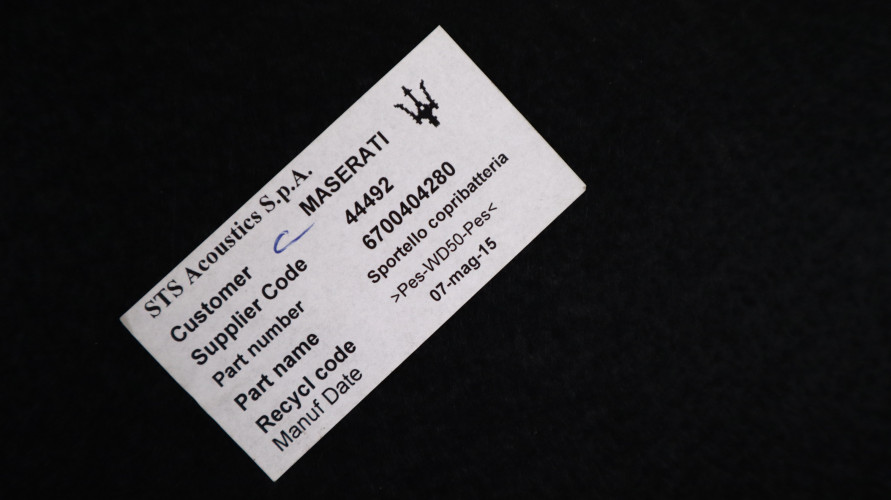 STS Acoustics S.p.A.
Customer MASERATI
Supplier Code 44492
Part number 6700404280
Part name Sportello copribatteria
Recycl code >Pes-WD50-Pes<
Manuf Date 07-mag-15